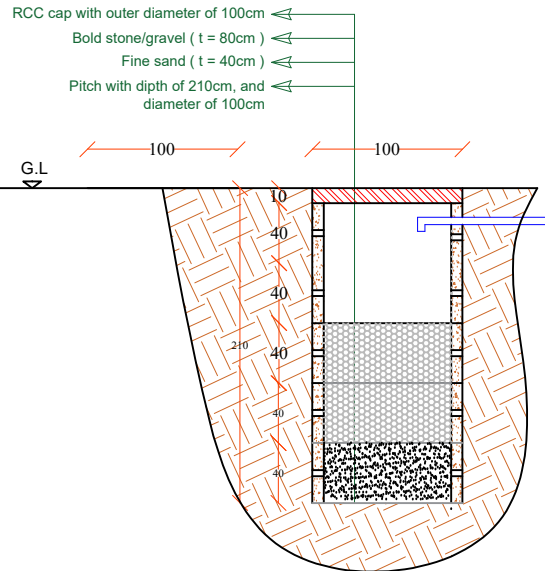 RCC cap with outer diameter of 100cm
Bold stone/gravel ( t = 80cm )
Fine sand ( t = 40cm )
Pitch with dipth of 210cm, and
diameter of 100cm
100
100
G.L
10
40
40
40
210
40
40